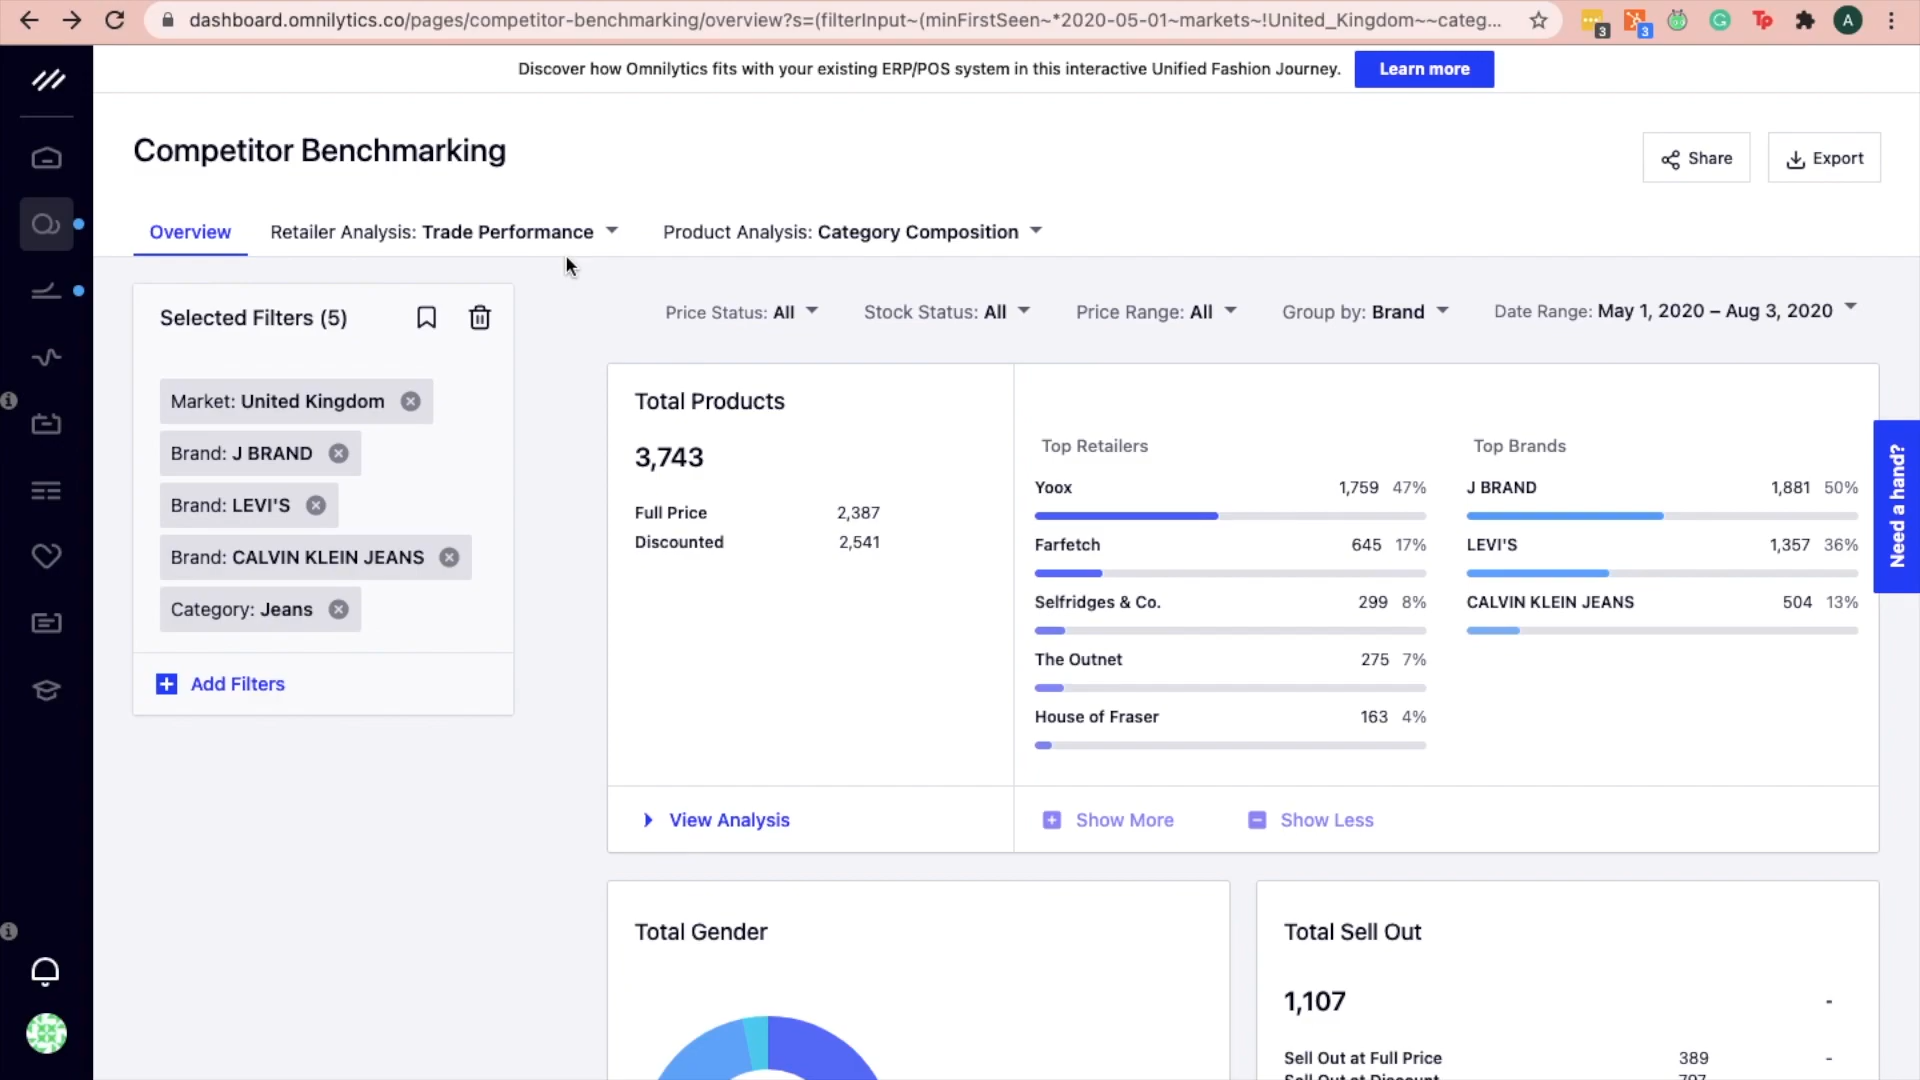 dashboard.omnilytics.co/pages/competitor-benchmarking/overview?s=(filterInput~(minFirstSeen~*2020-05-01~markets~!United_Kingdom~~categ...
3
3
Tp
A
Discover how Omnilytics fits with your existing ERP/POS system in this interactive Unified Fashion Journey.
Learn more
Competitor Benchmarking
Share
Export
Overview
Retailer Analysis: Trade Performance
Product Analysis: Category Composition
Selected Filters (5)
Market: United Kingdom
Brand: J BRAND
Brand: LEVI'S
Brand: CALVIN KLEIN JEANS
Category: Jeans
Add Filters
Price Status: All
Stock Status: All
Price Range: All
Group by: Brand
Date Range: May 1, 2020 – Aug 3, 2020
Total Products
3,743
Full Price 2,387
Discounted 2,541
View Analysis
Top Retailers
Yoox 1,759 47%
Farfetch 645 17%
Selfridges & Co. 299 8%
The Outnet 275 7%
House of Fraser 163 4%
Top Brands
J BRAND 1,881 50%
LEVI'S 1,357 36%
CALVIN KLEIN JEANS 504 13%
Show More
Show Less
Need a hand?
Total Gender
Total Sell Out
1,107 -
Sell Out at Full Price 389 -
Sell Out at Discount